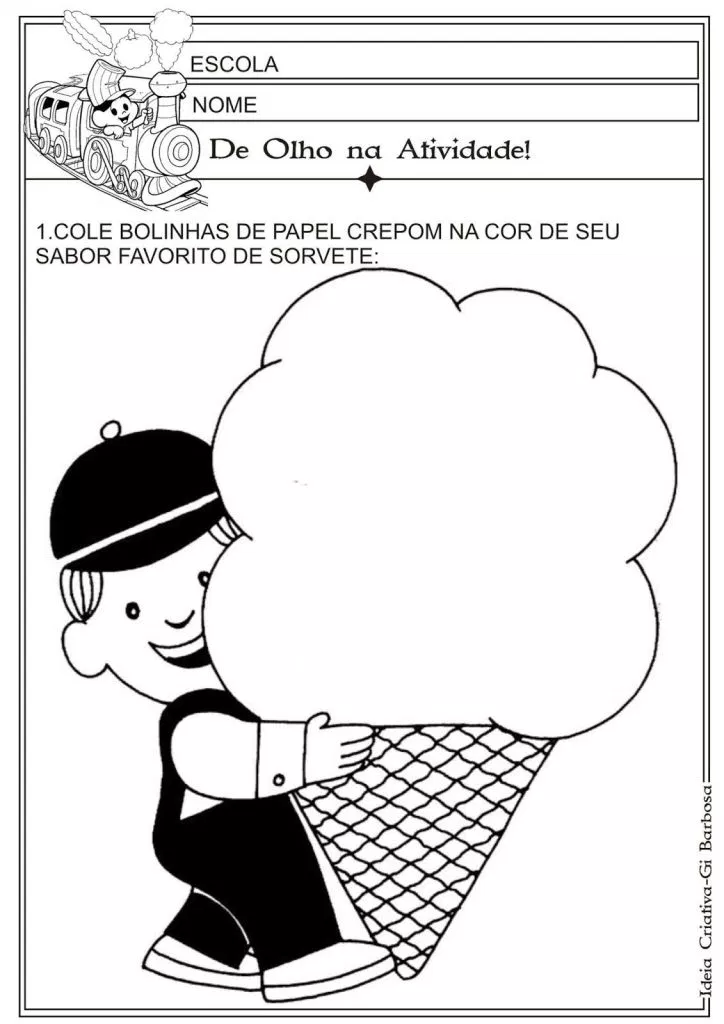 ESCOLA
NOME
De Olho na Atividade!
1.COLE BOLINHAS DE PAPEL CREPOM NA COR DE SEU
SABOR FAVORITO DE SORVETE:
Ideia Criativa-Gi Barbosa